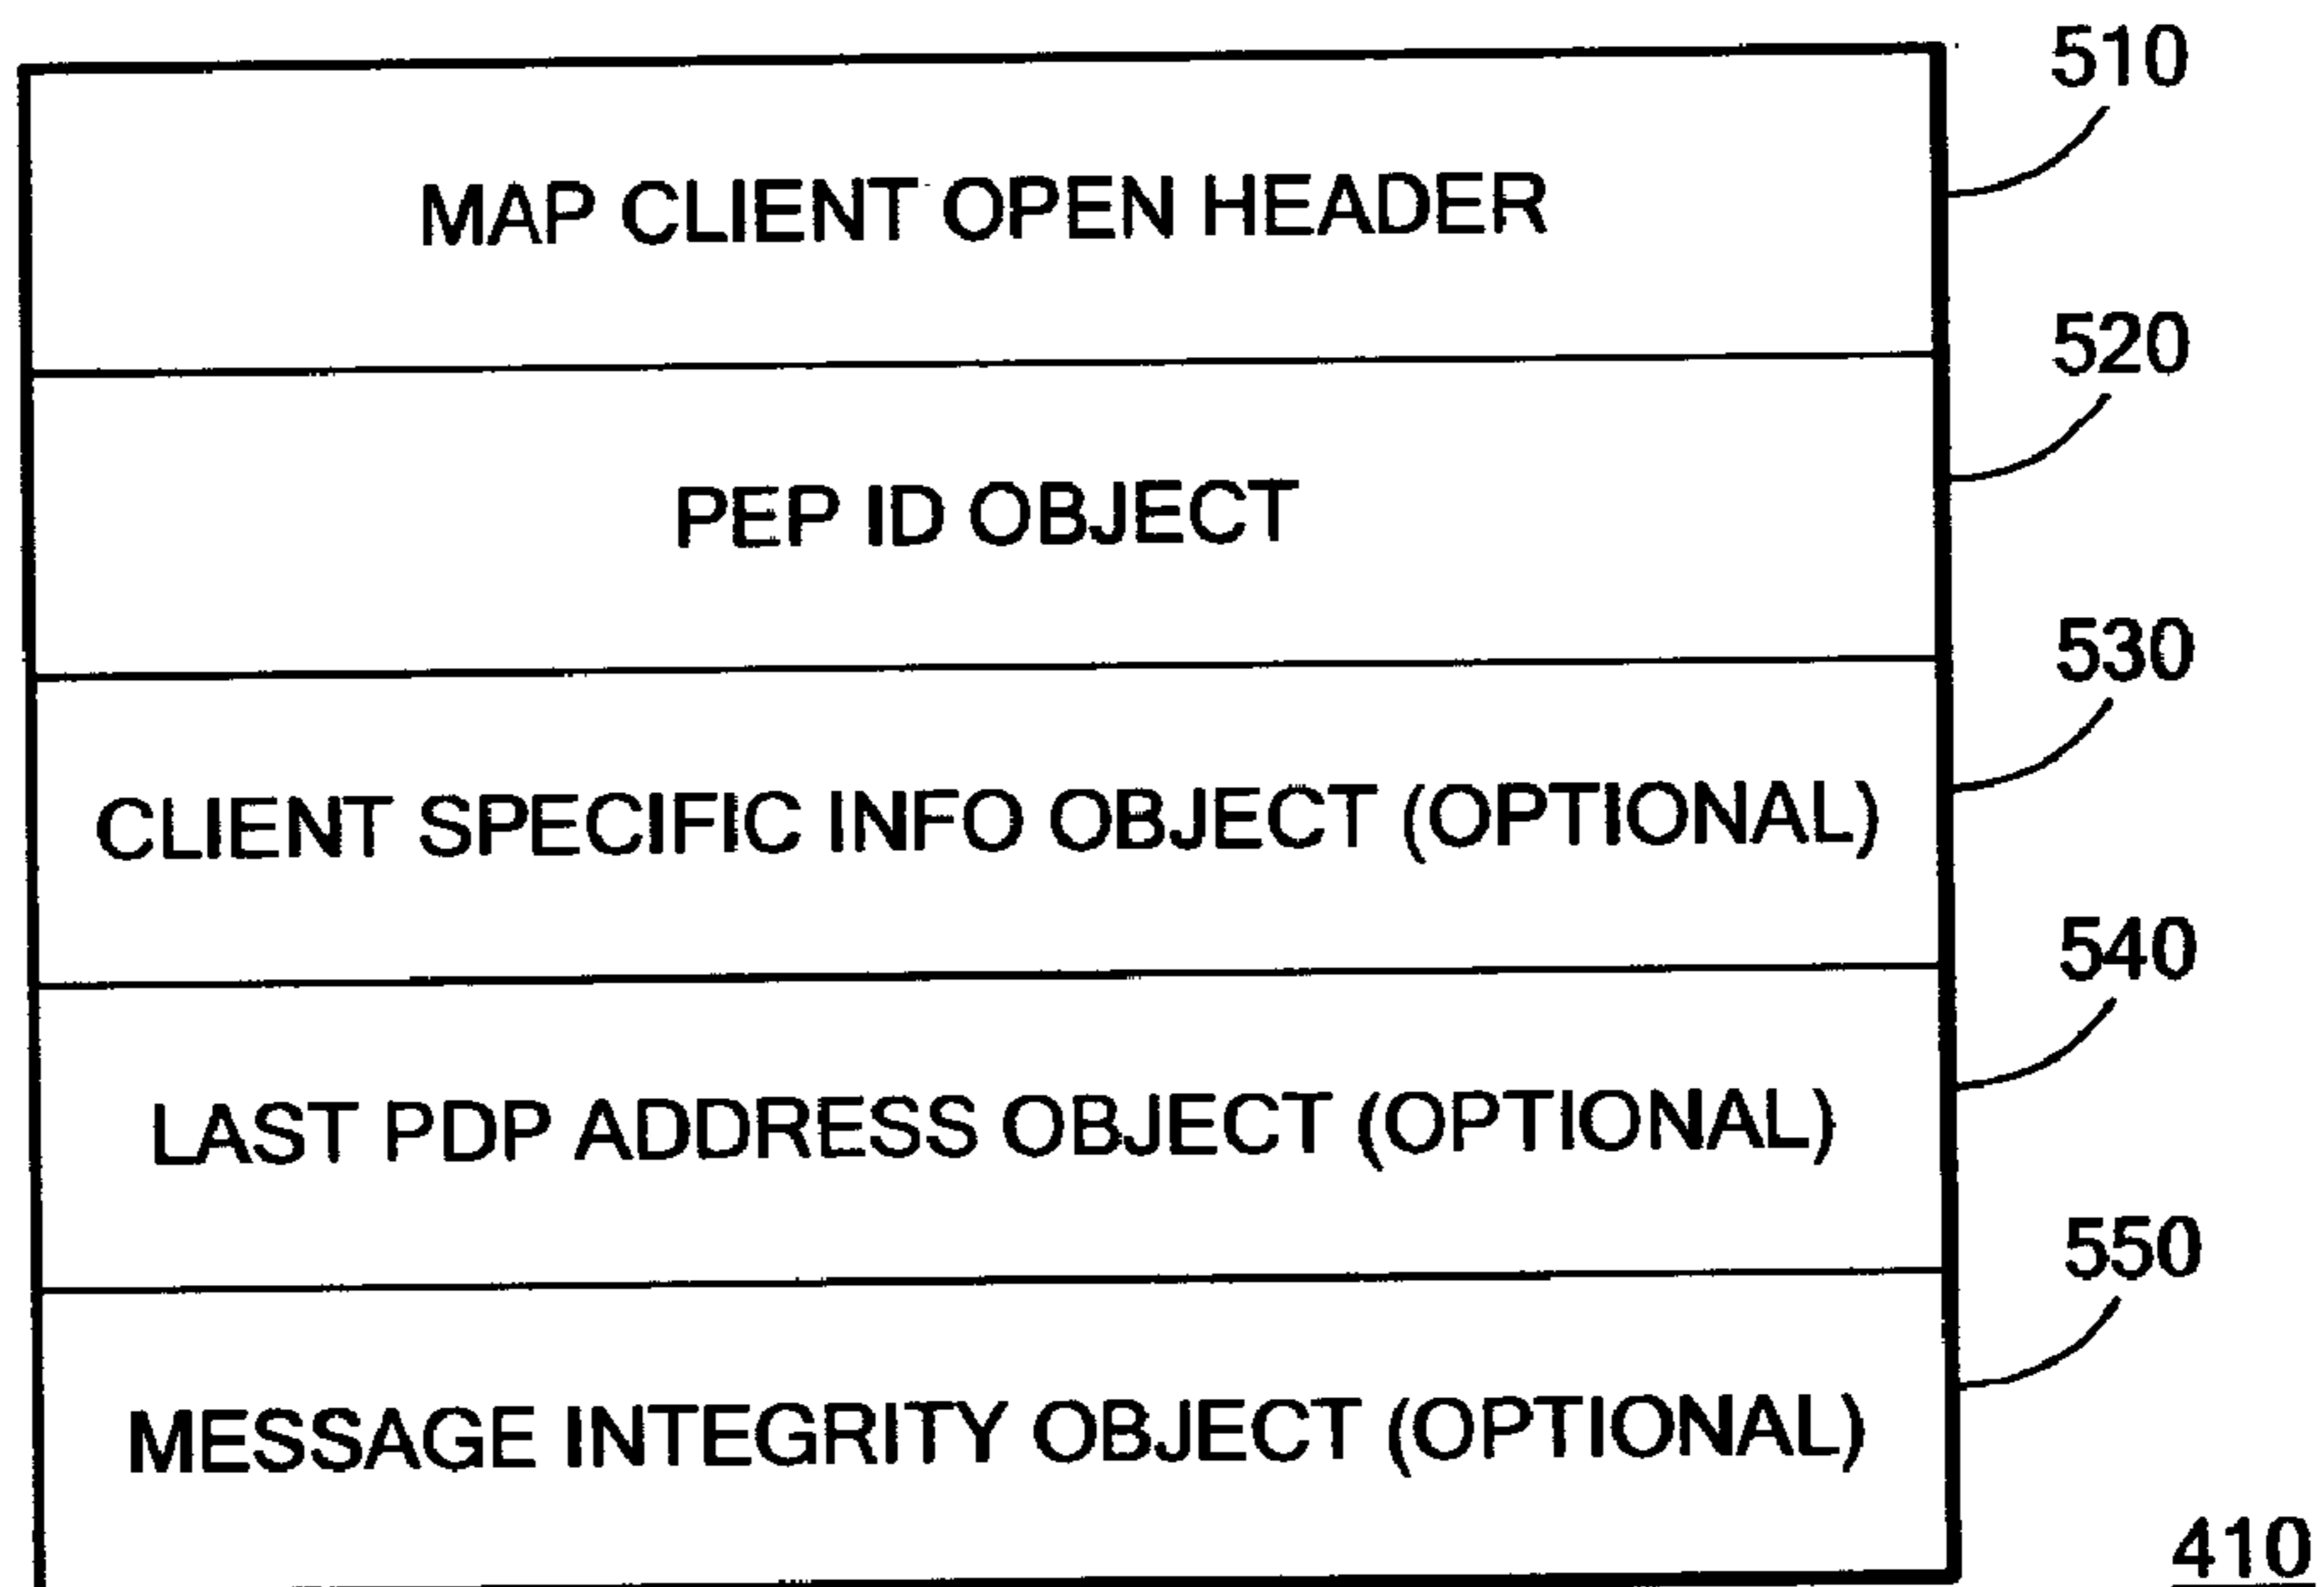 510
MAP CLIENT OPEN HEADER
520
PEP ID OBJECT
530
CLIENT SPECIFIC INFO OBJECT (OPTIONAL)
540
LAST PDP ADDRESS OBJECT (OPTIONAL)
550
MESSAGE INTEGRITY OBJECT (OPTIONAL)
410